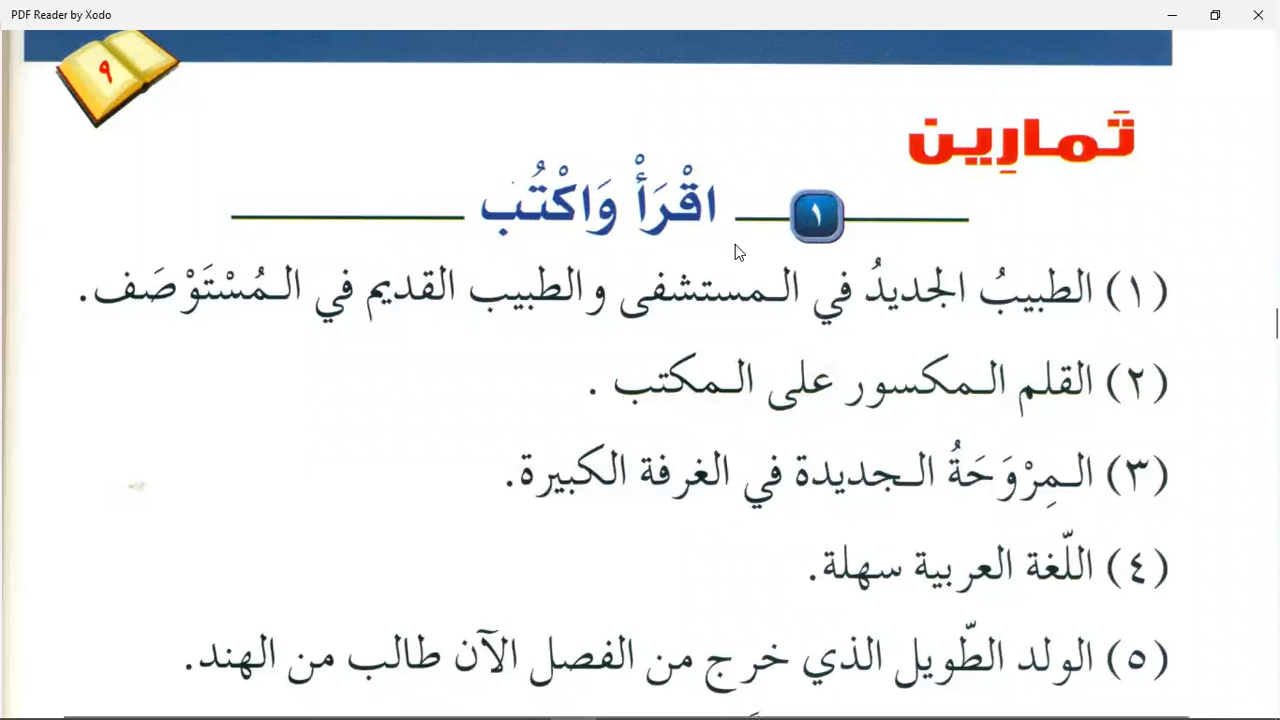 PDF Reader by Xodo
٩
تَمارِين
١ اقْرَأْ وَاكْتُب
(١) الطبيبُ الجديدُ في المستشفى والطبيب القديم في المُسْتَوْصَف.
(٢) القلم المكسور على المكتب .
(٣) المِرْوَحَةُ الجديدة في الغرفة الكبيرة.
(٤) اللّغة العربية سهلة.
(٥) الولد الطّويل الذي خرج من الفصل الآن طالب من الهند.